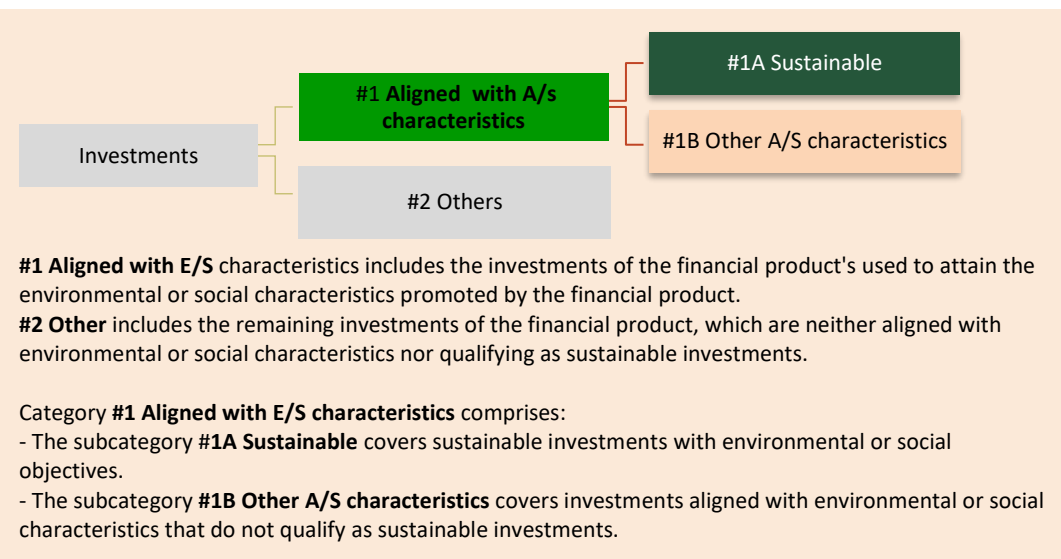 #1A Sustainable
#1 Aligned with A/s
characteristics
#1B Other A/S characteristics
Investments
#2 Others
#1 Aligned with E/S characteristics includes the investments of the financial product's used to attain the
environmental or social characteristics promoted by the financial product.
#2 Other includes the remaining investments of the financial product, which are neither aligned with
environmental or social characteristics nor qualifying as sustainable investments.
Category #1 Aligned with E/S characteristics comprises:
- The subcategory #1A Sustainable covers sustainable investments with environmental or social
objectives.
- The subcategory #1B Other A/S characteristics covers investments aligned with environmental or social
characteristics that do not qualify as sustainable investments.